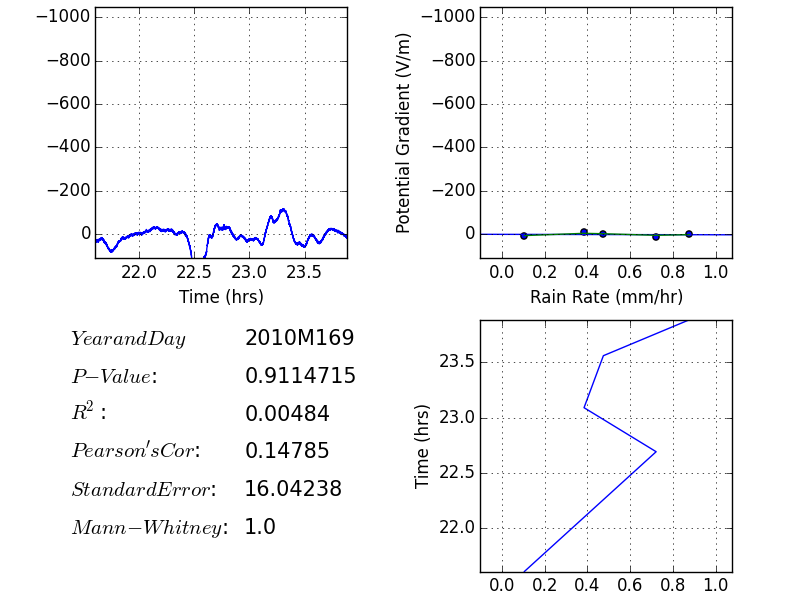 −1000
−800
−600
−400
−200
0
22.0 22.5 23.0 23.5
Time (hrs)
Potential Gradient (V/m)
−1000
−800
−600
−400
−200
0
0.0 0.2 0.4 0.6 0.8 1.0
Rain Rate (mm/hr)
YearandDay 2010M169
P−Value: 0.9114715
R²: 0.00484
Pearson'sCor: 0.14785
StandardError: 16.04238
Mann−Whitney: 1.0
Time (hrs)
23.5
23.0
22.5
22.0
0.0 0.2 0.4 0.6 0.8 1.0